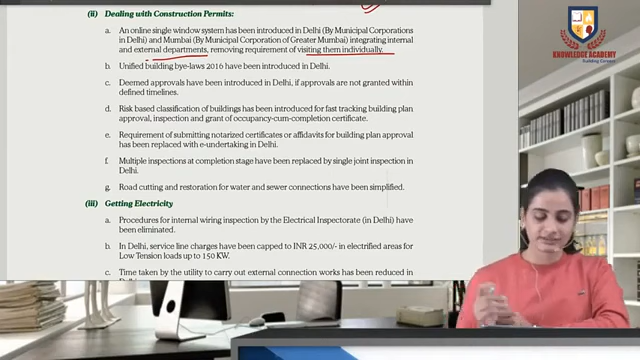 (ii) Dealing with Construction Permits:
a. An online single window system has been introduced in Delhi (By Municipal Corporations
in Delhi) and Mumbai (By Municipal Corporation of Greater Mumbai) integrating internal
and external departments, removing requirement of visiting them individually.
b. Unified building bye-laws 2016 have been introduced in Delhi.
c. Deemed approvals have been introduced in Delhi, if approvals are not granted within
defined timelines.
d. Risk based classification of buildings has been introduced for fast tracking building plan
approval, inspection and grant of occupancy-cum-completion certificate.
e. Requirement of submitting notarized certificates or affidavits for building plan approval
has been replaced with e-undertaking in Delhi.
f. Multiple inspections at completion stage have been replaced by single joint inspection in
Delhi.
g. Road cutting and restoration for water and sewer connections have been simplified.
(iii) Getting Electricity
a. Procedures for internal wiring inspection by the Electrical Inspectorate (in Delhi) have
been eliminated.
b. In Delhi, service line charges have been capped to INR 25,000/- in electrified areas for
Low Tension loads up to 150 KW.
c. Time taken by the utility to carry out external connection works has been reduced in
KNOWLEDGE ACADEMY
Building Career